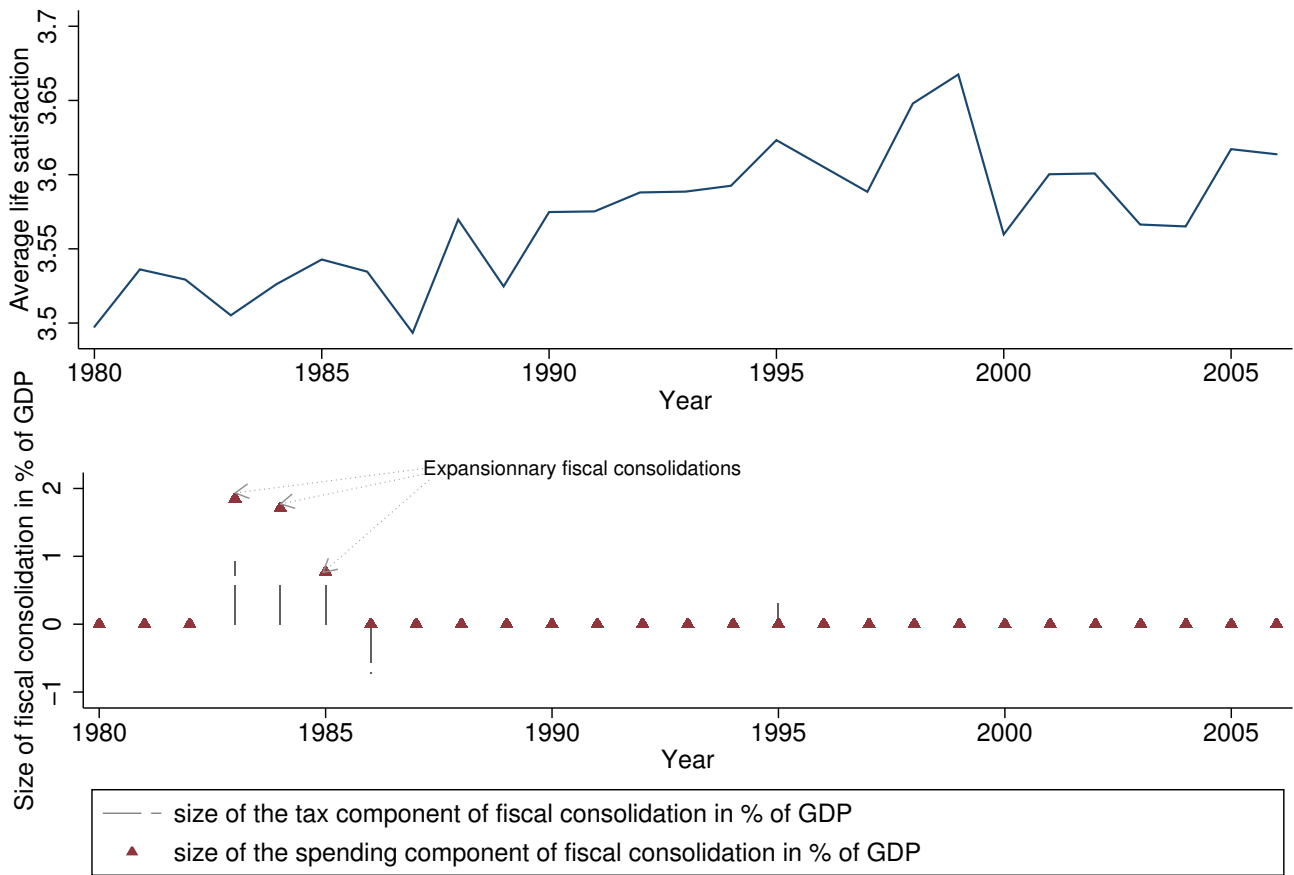 Average life satisfaction
3.7
3.65
3.6
3.55
3.5
1980 1985 1990 1995 2000 2005
Year
Size of fiscal consolidation in % of GDP
Expansionnary fiscal consolidations
2
1
0
−1
1980 1985 1990 1995 2000 2005
Year
size of the tax component of fiscal consolidation in % of GDP
size of the spending component of fiscal consolidation in % of GDP